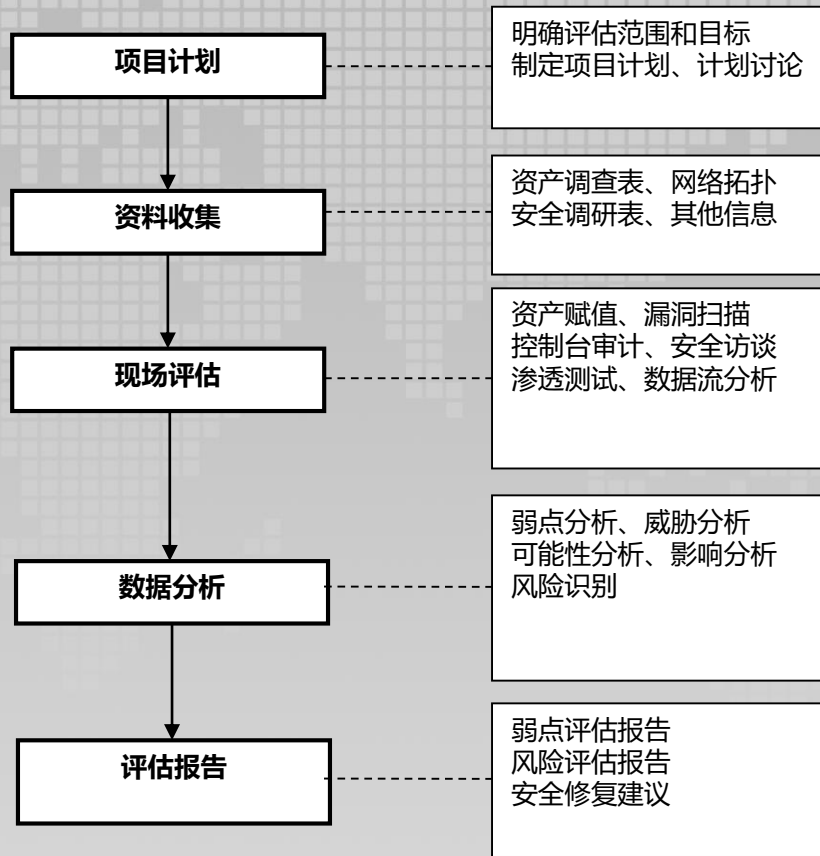 项目计划
明确评估范围和目标
制定项目计划、计划讨论
资料收集
资产调查表、网络拓扑
安全调研表、其他信息
现场评估
资产赋值、漏洞扫描
控制台审计、安全访谈
渗透测试、数据流分析
数据分析
弱点分析、威胁分析
可能性分析、影响分析
风险识别
评估报告
弱点评估报告
风险评估报告
安全修复建议